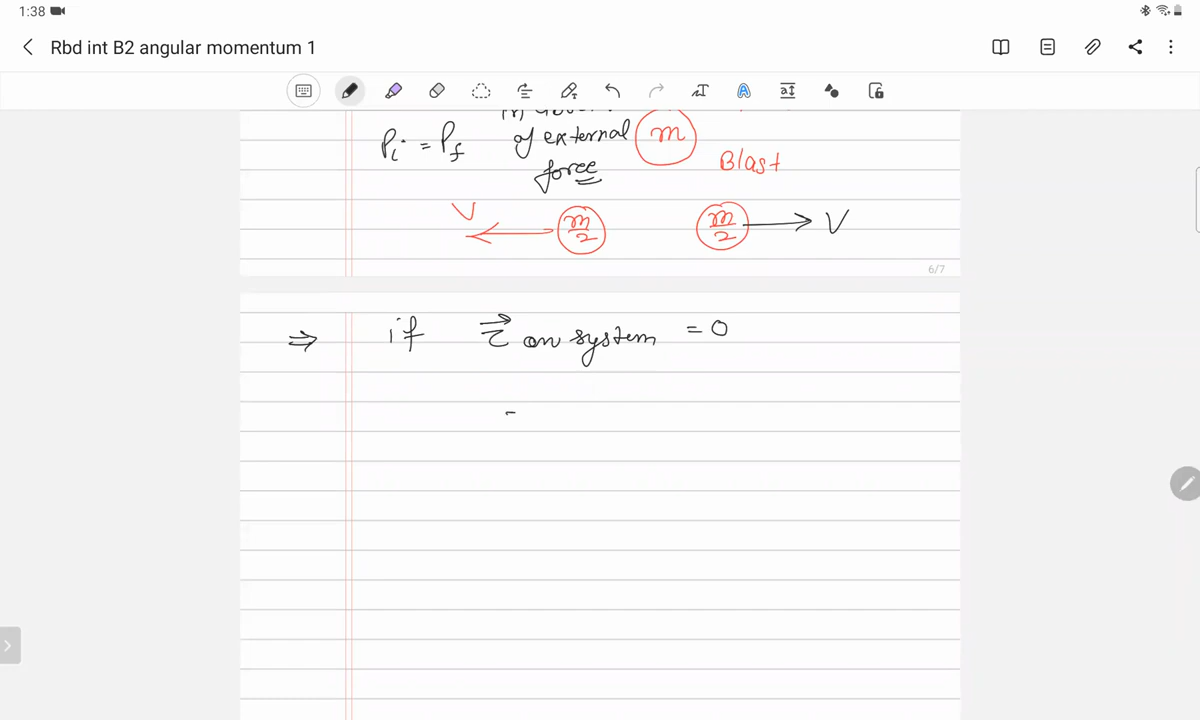 1:38
Rbd int B2 angular momentum 1
Pi = Pf
of external
force
m
Blast
V
m/2
m/2
V
6/7
⇒ if τ⃗ on system = 0